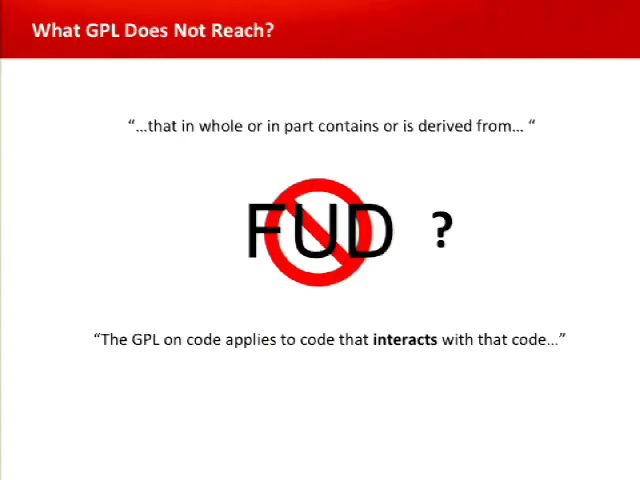 What GPL Does Not Reach?
“...that in whole or in part contains or is derived from... “
FUD ?
“The GPL on code applies to code that interacts with that code...”